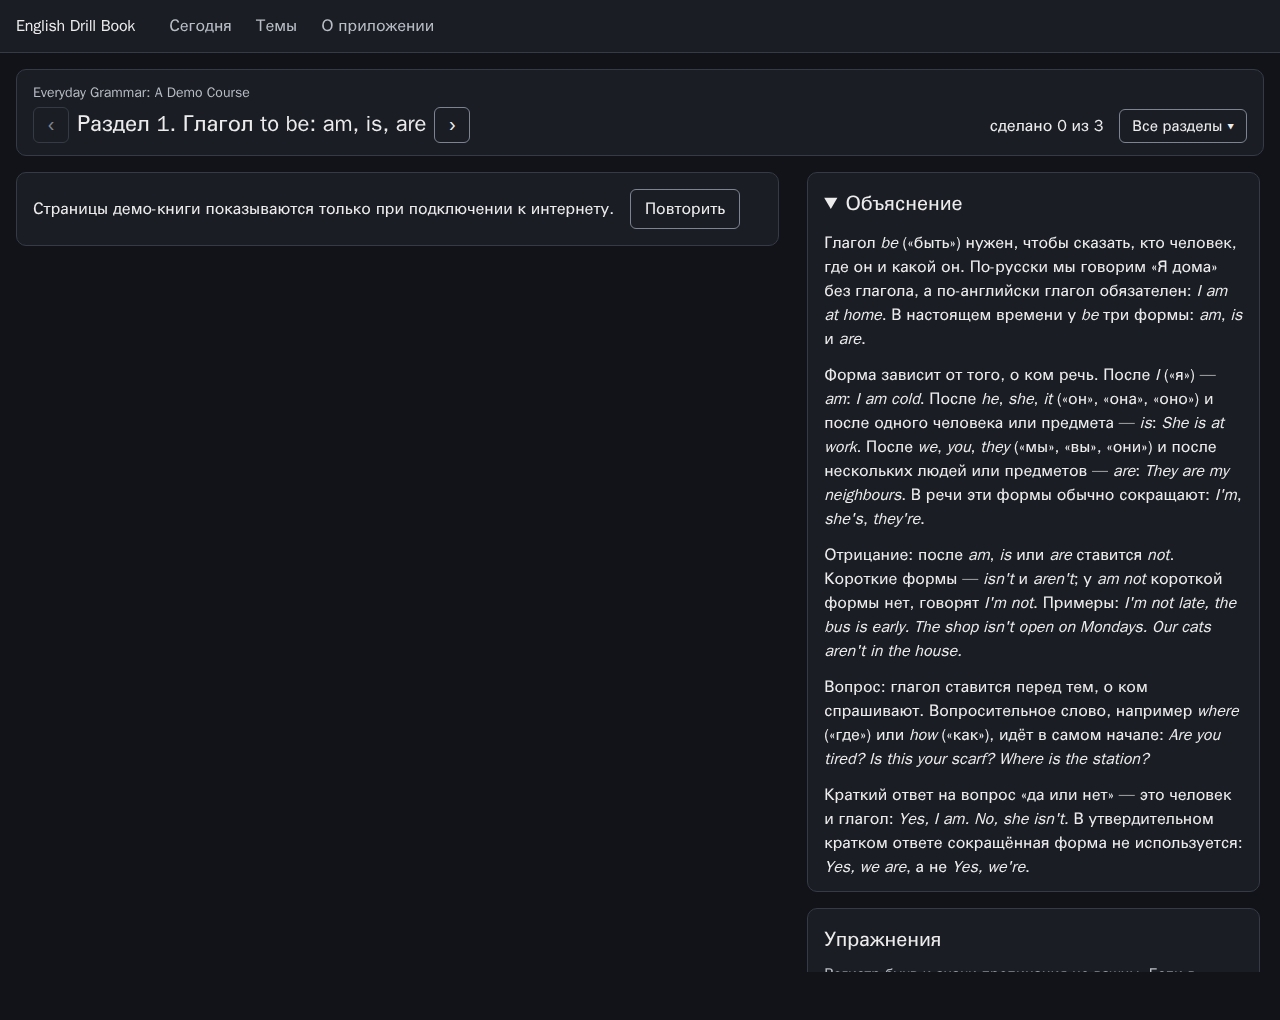 English Drill Book
Сегодня
Темы
О приложении
Everyday Grammar: A Demo Course
‹
Раздел 1. Глагол to be: am, is, are
›
сделано 0 из 3
Все разделы ▾
Страницы демо-книги показываются только при подключении к интернету.
Повторить
▼ Объяснение
Глагол be («быть») нужен, чтобы сказать, кто человек,
где он и какой он. По-русски мы говорим «Я дома»
без глагола, а по-английски глагол обязателен: I am
at home. В настоящем времени у be три формы: am, is
и are.
Форма зависит от того, о ком речь. После I («я») —
am: I am cold. После he, she, it («он», «она», «оно») и
после одного человека или предмета — is: She is at
work. После we, you, they («мы», «вы», «они») и после
нескольких людей или предметов — are: They are my
neighbours. В речи эти формы обычно сокращают: I'm,
she's, they're.
Отрицание: после am, is или are ставится not.
Короткие формы — isn't и aren't; у am not короткой
формы нет, говорят I'm not. Примеры: I'm not late, the
bus is early. The shop isn't open on Mondays. Our cats
aren't in the house.
Вопрос: глагол ставится перед тем, о ком
спрашивают. Вопросительное слово, например where
(«где») или how («как»), идёт в самом начале: Are you
tired? Is this your scarf? Where is the station?
Краткий ответ на вопрос «да или нет» — это человек
и глагол: Yes, I am. No, she isn't. В утвердительном
кратком ответе сокращённая форма не используется:
Yes, we are, а не Yes, we're.
Упражнения